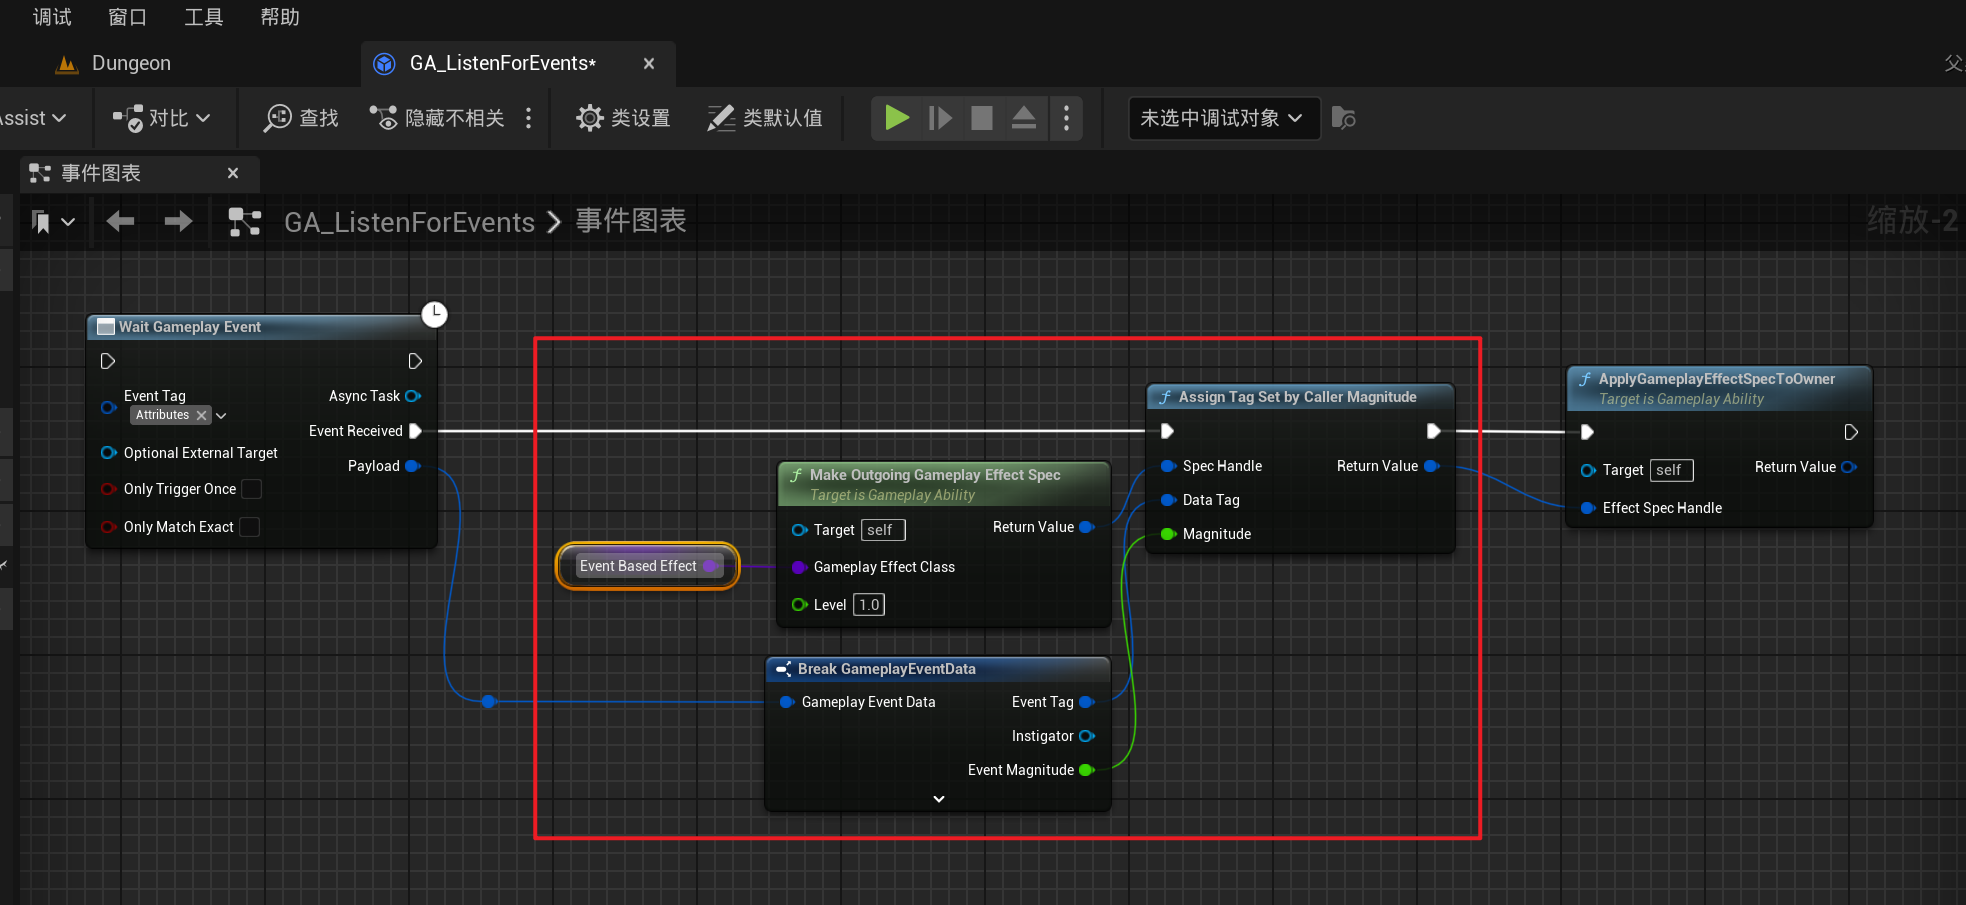 调试 窗口 工具 帮助
Dungeon GA_ListenForEvents*
对比 查找 隐藏不相关 类设置 类默认值 未选中调试对象
事件图表
GA_ListenForEvents 事件图表 缩放-2
Wait Gameplay Event
Event Tag
Attributes
Async Task
Event Received
Optional External Target
Payload
Only Trigger Once
Only Match Exact
Event Based Effect
Make Outgoing Gameplay Effect Spec
Target is Gameplay Ability
Target self
Return Value
Gameplay Effect Class
Level 1.0
Break GameplayEventData
Gameplay Event Data
Event Tag
Instigator
Event Magnitude
Assign Tag Set by Caller Magnitude
Spec Handle
Return Value
Data Tag
Magnitude
ApplyGameplayEffectSpecToOwner
Target is Gameplay Ability
Target self
Return Value
Effect Spec Handle